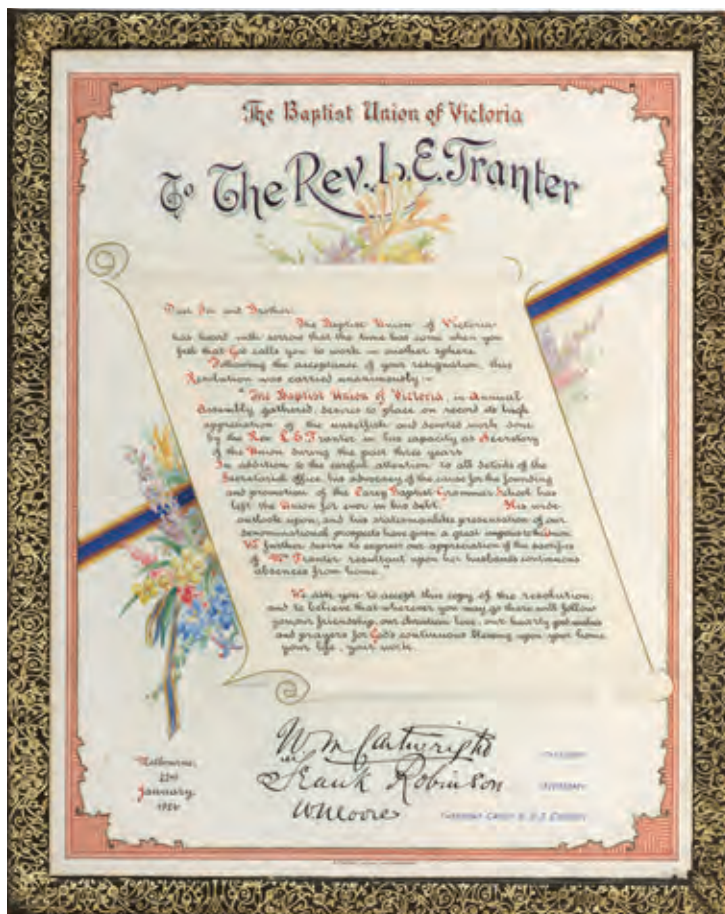 The Baptist Union of Victoria
To The Rev. L. E. Tranter
Dear Sir and Brother,
The Baptist Union of Victoria
has heard with sorrow that the time has come when you
feel that God calls you to work in another sphere.
Following the acceptance of your resignation, this
Resolution was carried unanimously :-
"The Baptist Union of Victoria, in Annual
Assembly gathered, desires to place on record its high
appreciation of the unselfish and devoted work done
by the Rev. L. E. Tranter in his capacity as Secretary
of the Union during the past three years.
In addition to the careful attention to all details of the
Secretarial office, his advocacy of the cause for the founding
and promotion of the Carey Baptist Grammar School has
left the Union for ever in his debt. His wide
outlook upon, and his statesmanlike presentation of our
denominational prospects have given a great impetus to the Union.
We further desire to express our appreciation of the sacrifice
of Mrs Tranter resultant upon her husband's continuous
absences from home."
We ask you to accept this copy of the resolution,
and to believe that wherever you may go there will follow
you our friendship, our christian love, our hearty good wishes
and prayers for God's continuous blessing upon your home
your life, your work.
W. M. Cartwright
Frank Robinson
W Moore
Melbourne,
January,